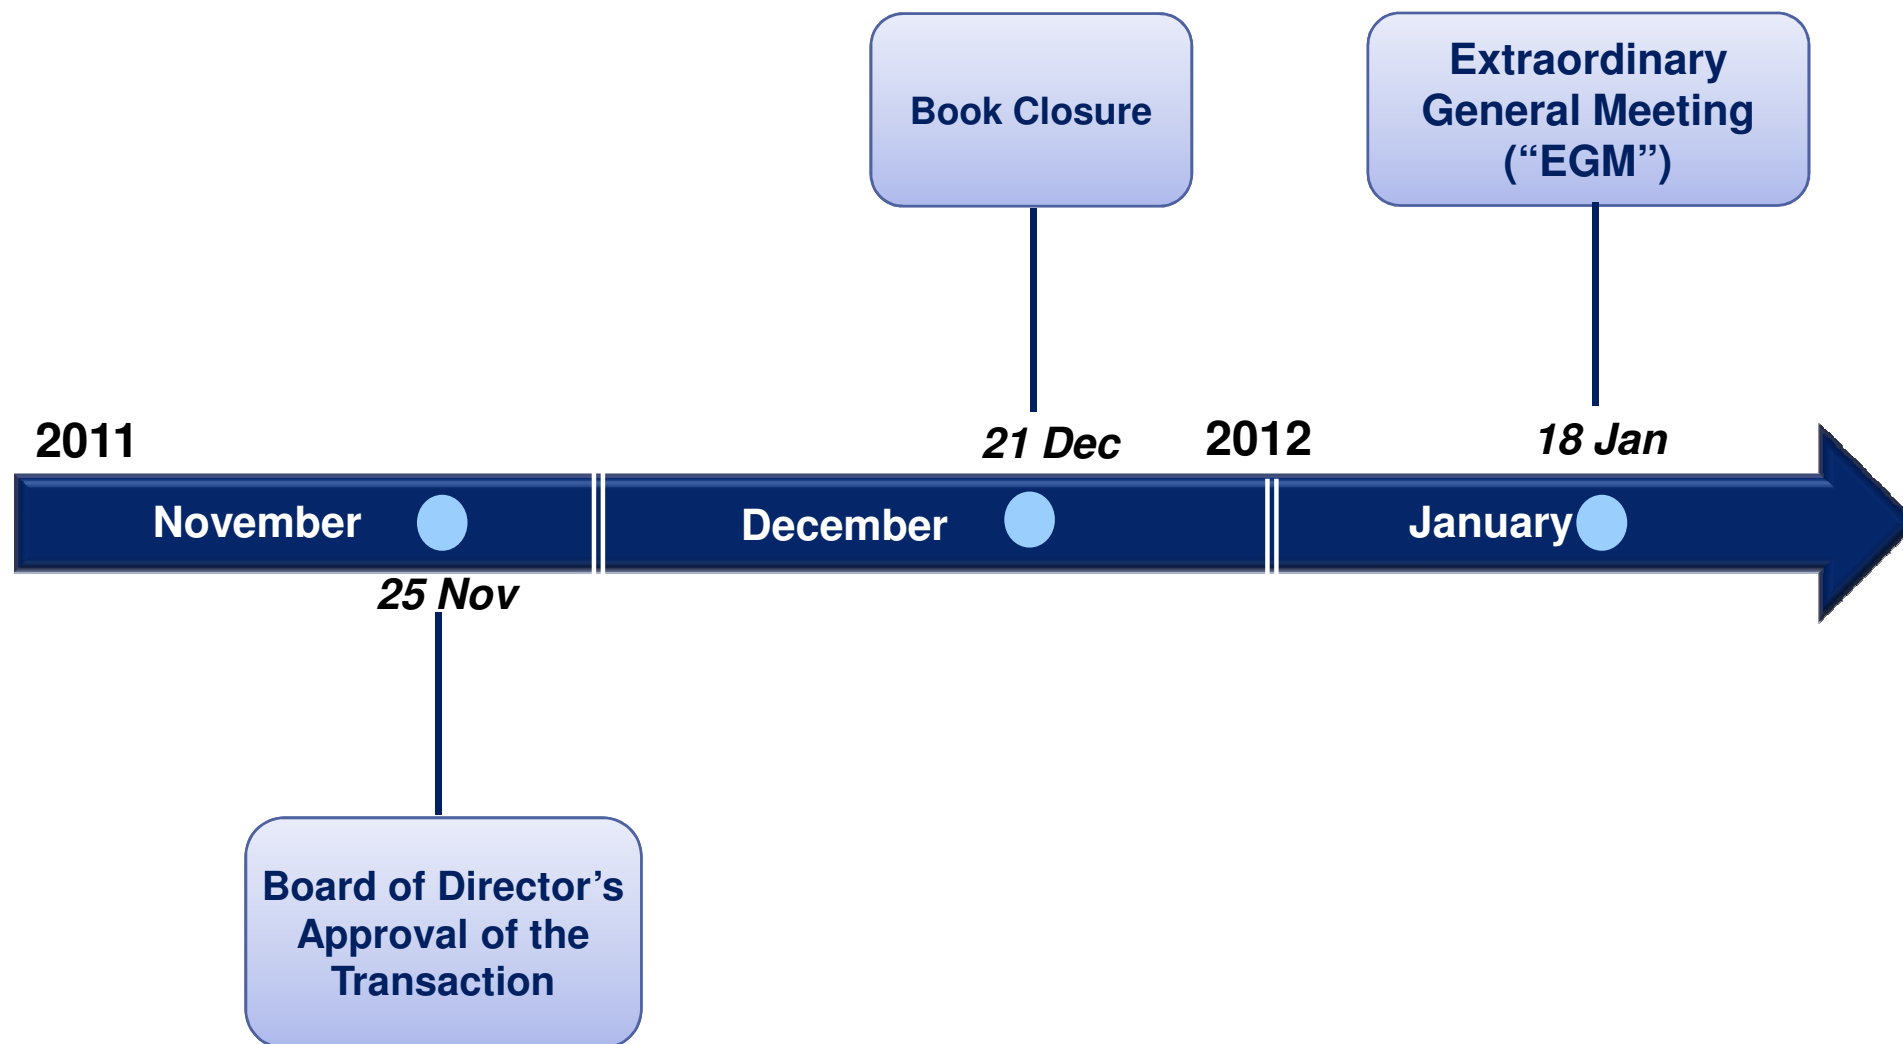 Book Closure
Extraordinary
General Meeting
(“EGM”)
2011
21 Dec
2012
18 Jan
November
December
January
25 Nov
Board of Director’s
Approval of the
Transaction